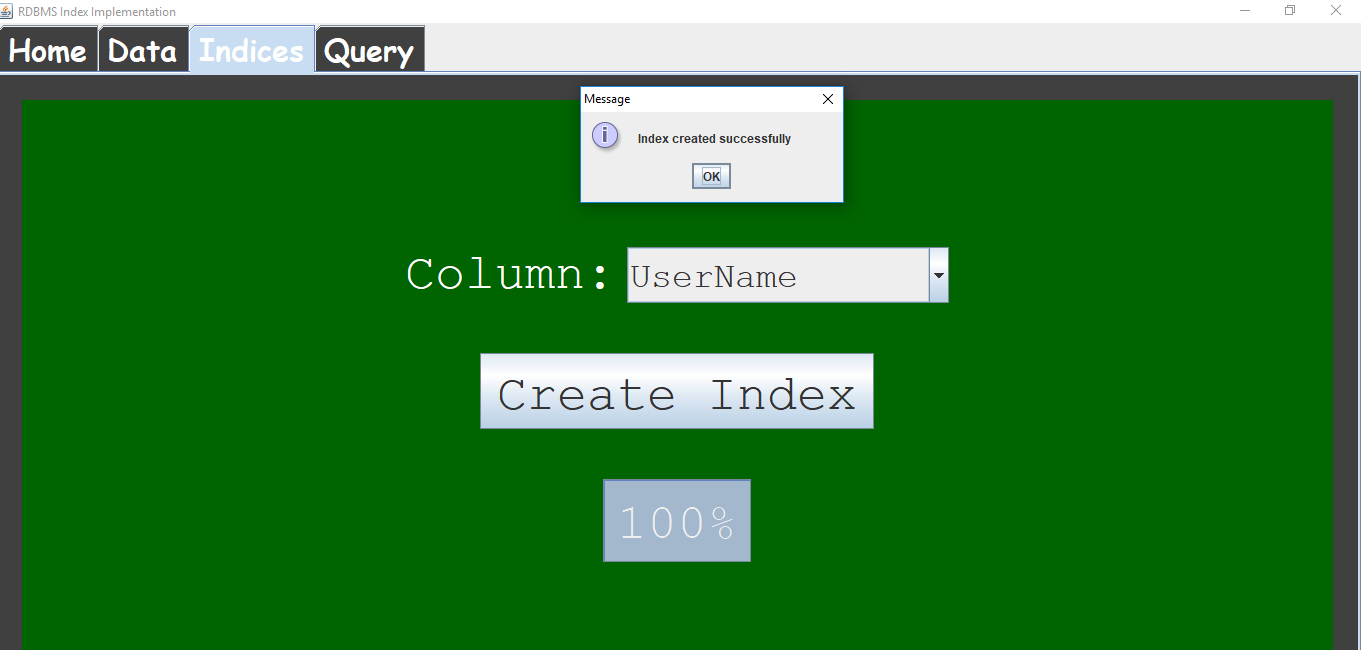 RDBMS Index Implementation
Home Data Indices Query
Message
i
Index created successfully
OK
Column: UserName
Create Index
100%